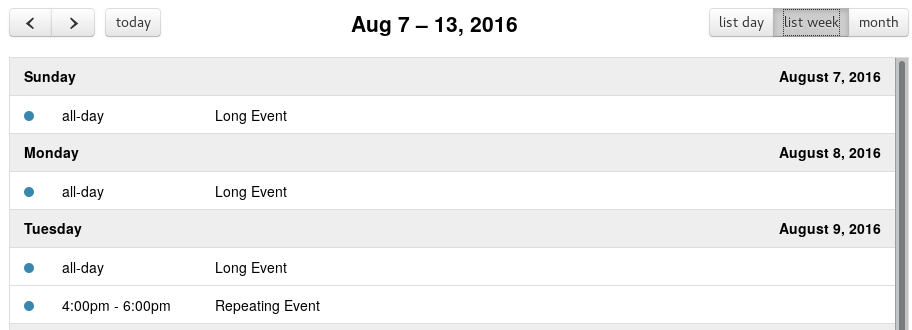 today
Aug 7 – 13, 2016
list day list week month
Sunday August 7, 2016
all-day Long Event
Monday August 8, 2016
all-day Long Event
Tuesday August 9, 2016
all-day Long Event
4:00pm - 6:00pm Repeating Event